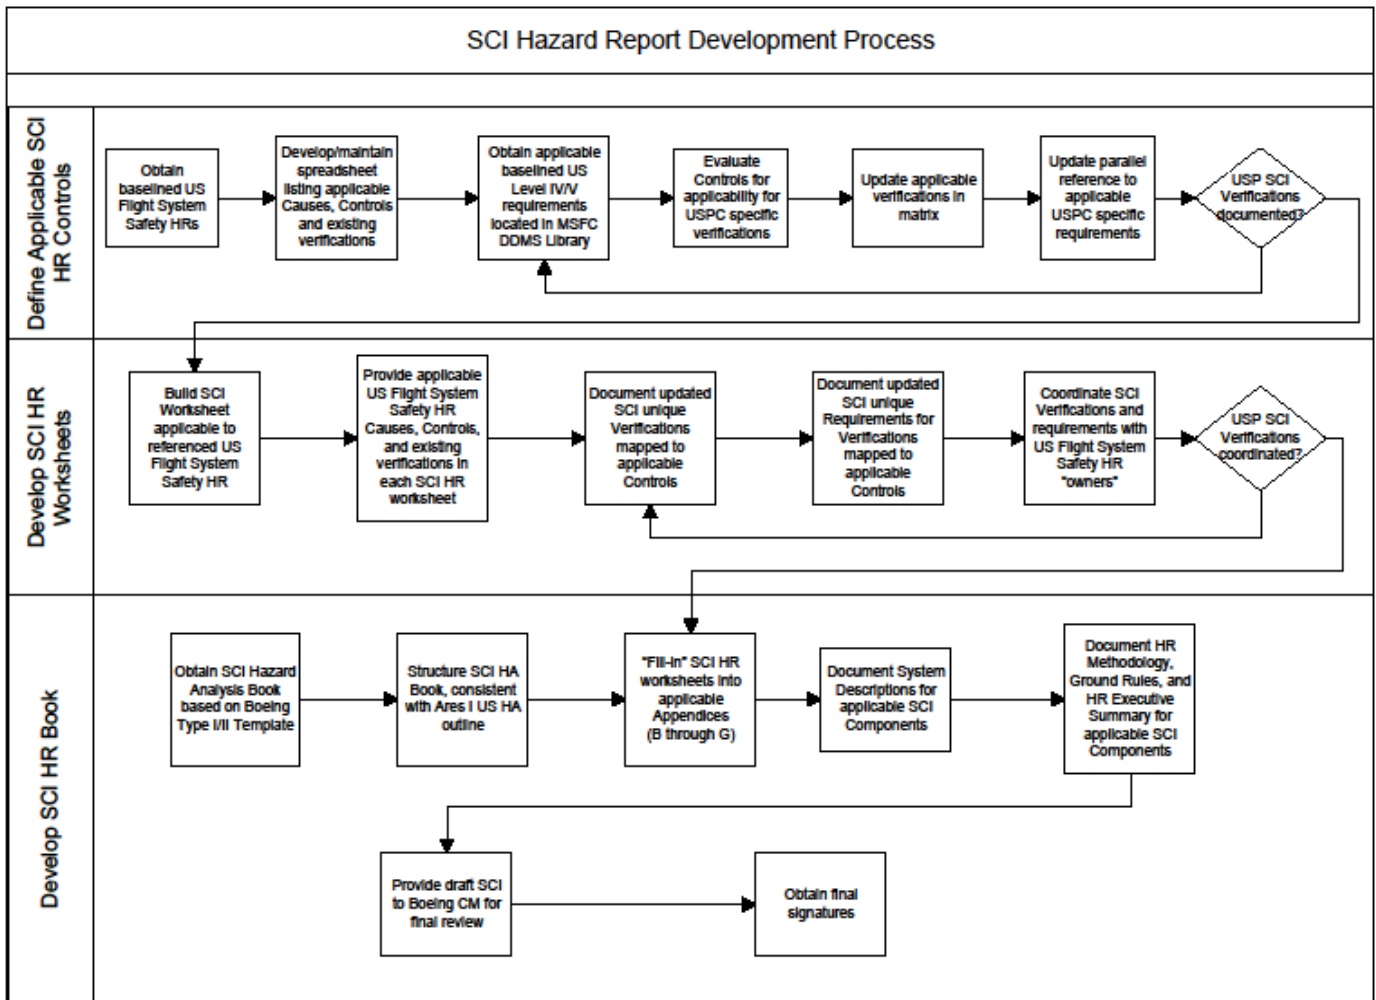 SCI Hazard Report Development Process
Define Applicable SCI
HR Controls
Obtain
baselined US
Flight System
Safety HRs
Develop/maintain
spreadsheet
listing applicable
Causes, Controls
and existing
verifications
Obtain applicable
baselined US
Level IV/V
requirements
located in MSFC
DDMS Library
Evaluate
Controls for
applicability for
USPC specific
verifications
Update applicable
verifications in
matrix
Update parallel
reference to
applicable
USPC specific
requirements
USP SCI
Verifications
documented?
Develop SCI HR
Worksheets
Build SCI
Worksheet
applicable to
referenced US
Flight System
Safety HR
Provide applicable
US Flight System
Safety HR
Causes, Controls,
and existing
verifications in
each SCI HR
worksheet
Document updated
SCI unique
Verifications
mapped to
applicable
Controls
Document updated
SCI unique
Requirements for
Verifications
mapped to
applicable
Controls
Coordinate SCI
Verifications and
requirements with
US Flight System
Safety HR
"owners"
USP SCI
Verifications
coordinated?
Develop SCI HR Book
Obtain SCI Hazard
Analysis Book
based on Boeing
Type I/II Template
Structure SCI HA
Book, consistent
with Ares I US HA
outline
"Fill-in" SCI HR
worksheets into
applicable
Appendices
(B through G)
Document System
Descriptions for
applicable SCI
Components
Document HR
Methodology,
Ground Rules, and
HR Executive
Summary for
applicable SCI
Components
Provide draft SCI
to Boeing CM for
final review
Obtain final
signatures